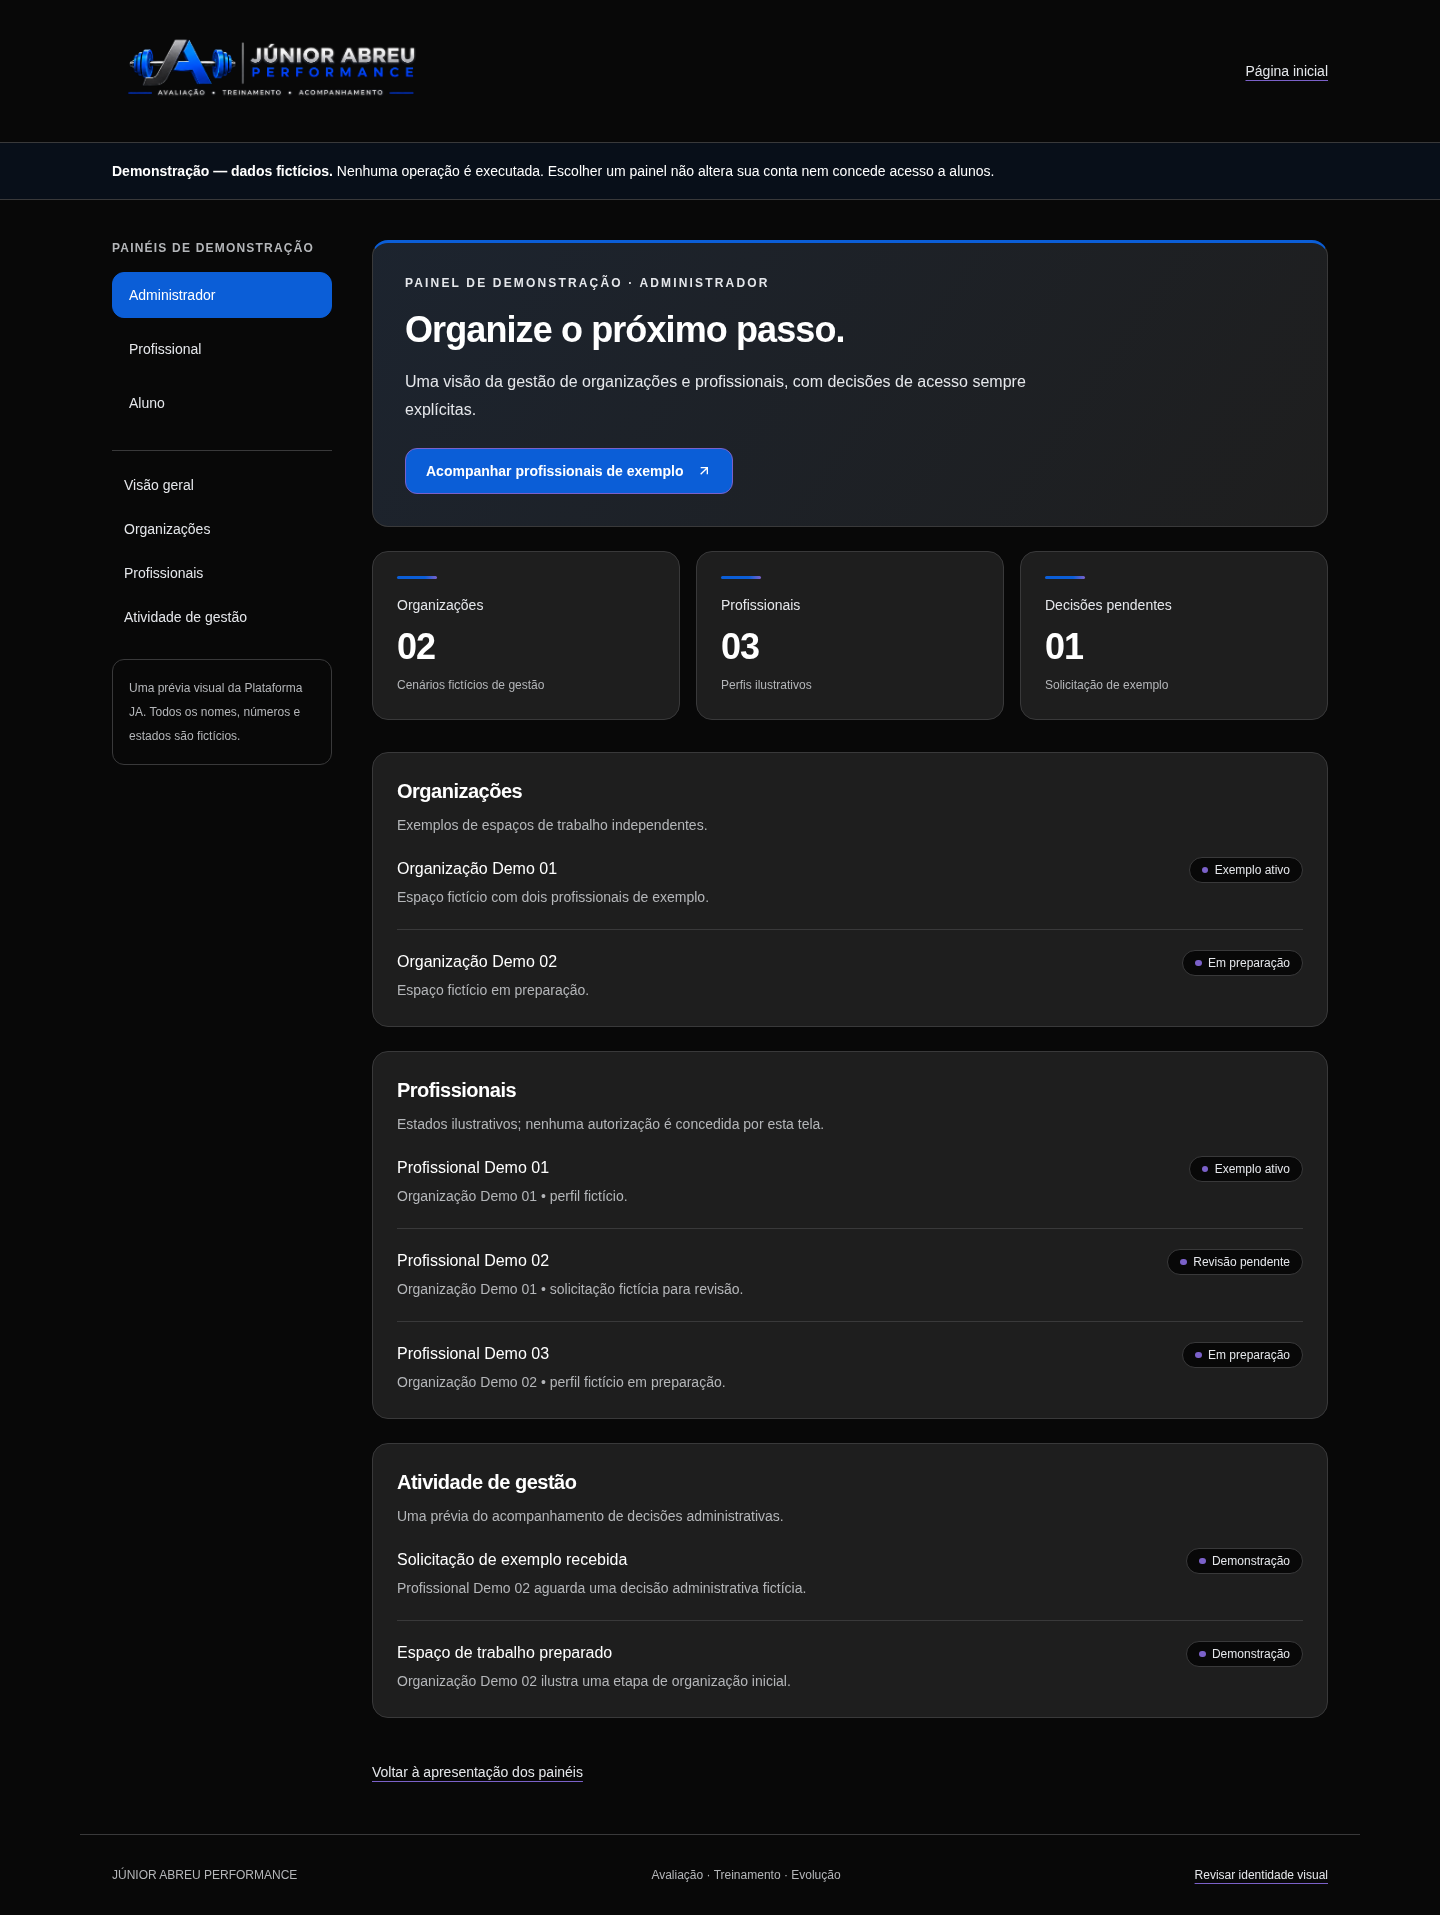 JÚNIOR ABREU
PERFORMANCE
AVALIAÇÃO • TREINAMENTO • ACOMPANHAMENTO
Página inicial
Demonstração — dados fictícios. Nenhuma operação é executada. Escolher um painel não altera sua conta nem concede acesso a alunos.
PAINÉIS DE DEMONSTRAÇÃO
Administrador
Profissional
Aluno
Visão geral
Organizações
Profissionais
Atividade de gestão
Uma prévia visual da Plataforma
JA. Todos os nomes, números e
estados são fictícios.
PAINEL DE DEMONSTRAÇÃO · ADMINISTRADOR
Organize o próximo passo.
Uma visão da gestão de organizações e profissionais, com decisões de acesso sempre
explícitas.
Acompanhar profissionais de exemplo
Organizações
02
Cenários fictícios de gestão
Profissionais
03
Perfis ilustrativos
Decisões pendentes
01
Solicitação de exemplo
Organizações
Exemplos de espaços de trabalho independentes.
Organização Demo 01
Exemplo ativo
Espaço fictício com dois profissionais de exemplo.
Organização Demo 02
Em preparação
Espaço fictício em preparação.
Profissionais
Estados ilustrativos; nenhuma autorização é concedida por esta tela.
Profissional Demo 01
Exemplo ativo
Organização Demo 01 • perfil fictício.
Profissional Demo 02
Revisão pendente
Organização Demo 01 • solicitação fictícia para revisão.
Profissional Demo 03
Em preparação
Organização Demo 02 • perfil fictício em preparação.
Atividade de gestão
Uma prévia do acompanhamento de decisões administrativas.
Solicitação de exemplo recebida
Demonstração
Profissional Demo 02 aguarda uma decisão administrativa fictícia.
Espaço de trabalho preparado
Demonstração
Organização Demo 02 ilustra uma etapa de organização inicial.
Voltar à apresentação dos painéis
JÚNIOR ABREU PERFORMANCE
Avaliação · Treinamento · Evolução
Revisar identidade visual